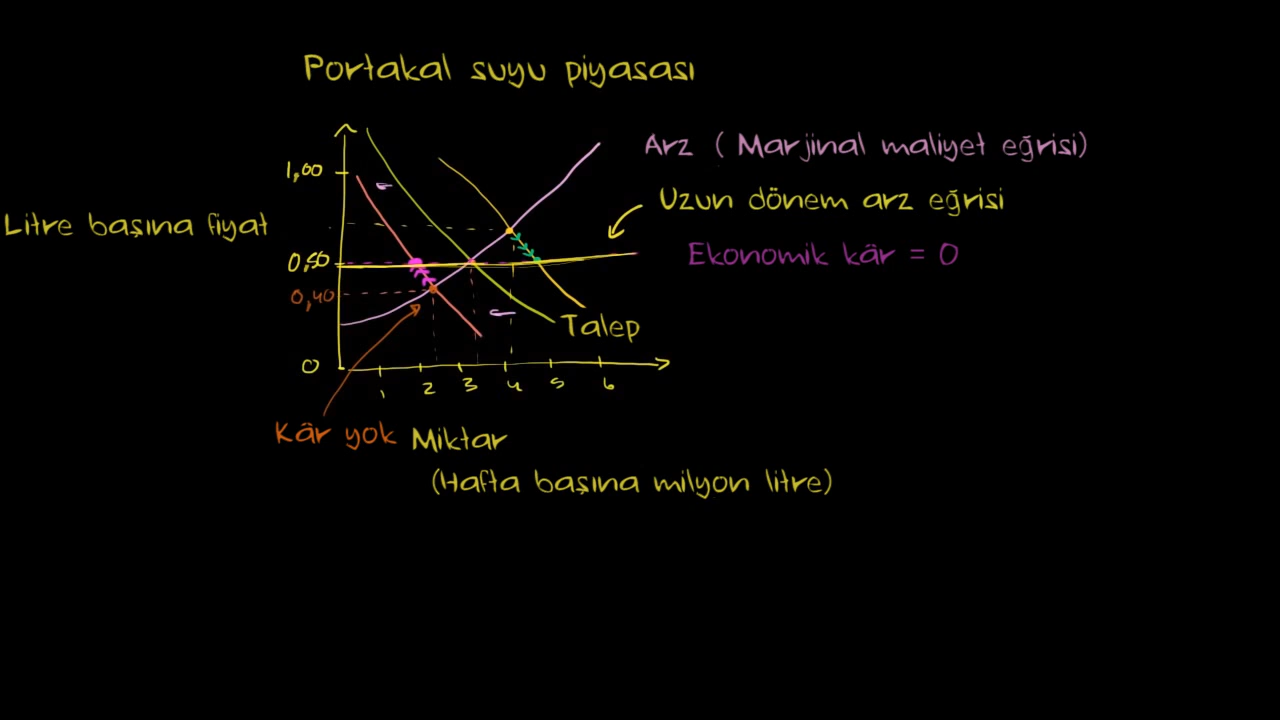 Portakal suyu piyasası
Arz ( Marjinal maliyet eğrisi)
1,00
Uzun dönem arz eğrisi
Litre başına fiyat
Ekonomik kâr = 0
0,50
0,40
Talep
0
1 2 3 4 5 6
Kâr yok
Miktar
(Hafta başına milyon litre)